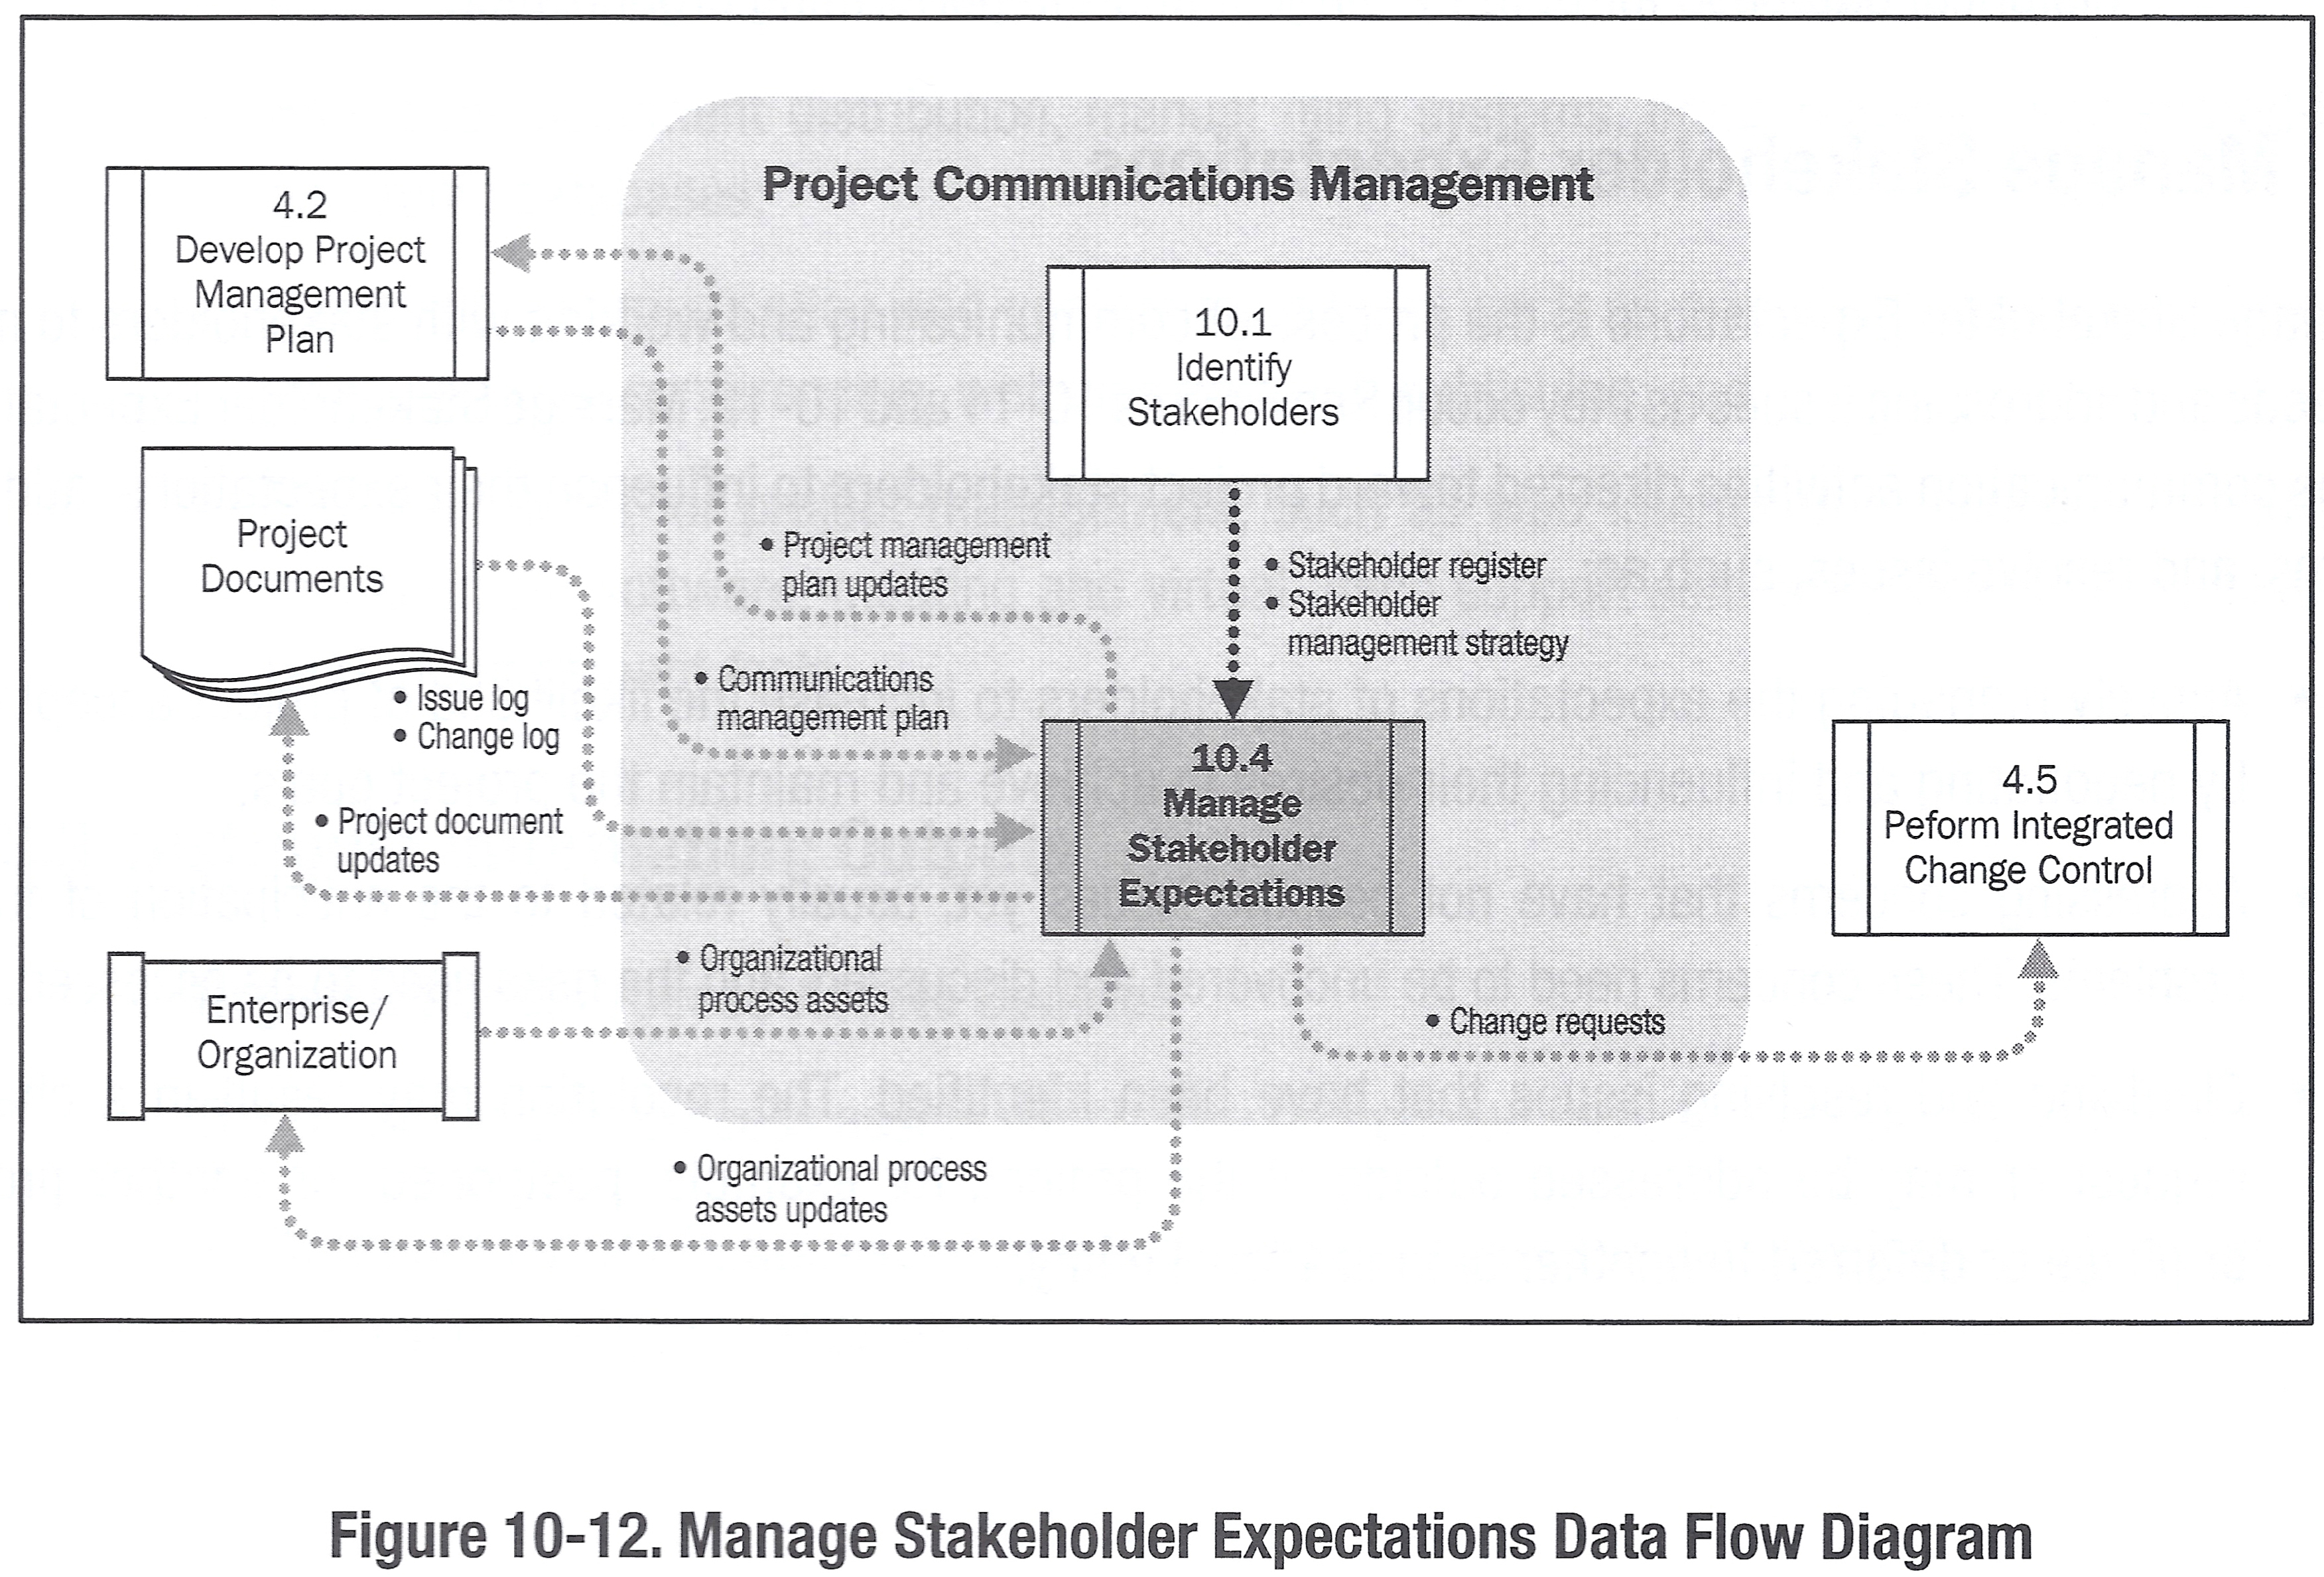 Project Communications Management
4.2
Develop Project
Management
Plan
10.1
Identify
Stakeholders
Project
Documents
• Project management
plan updates
• Stakeholder register
• Stakeholder
management strategy
• Communications
management plan
• Issue log
• Change log
10.4
Manage
Stakeholder
Expectations
4.5
Peform Integrated
Change Control
• Project document
updates
• Organizational
process assets
Enterprise/
Organization
• Change requests
• Organizational process
assets updates
Figure 10-12. Manage Stakeholder Expectations Data Flow Diagram